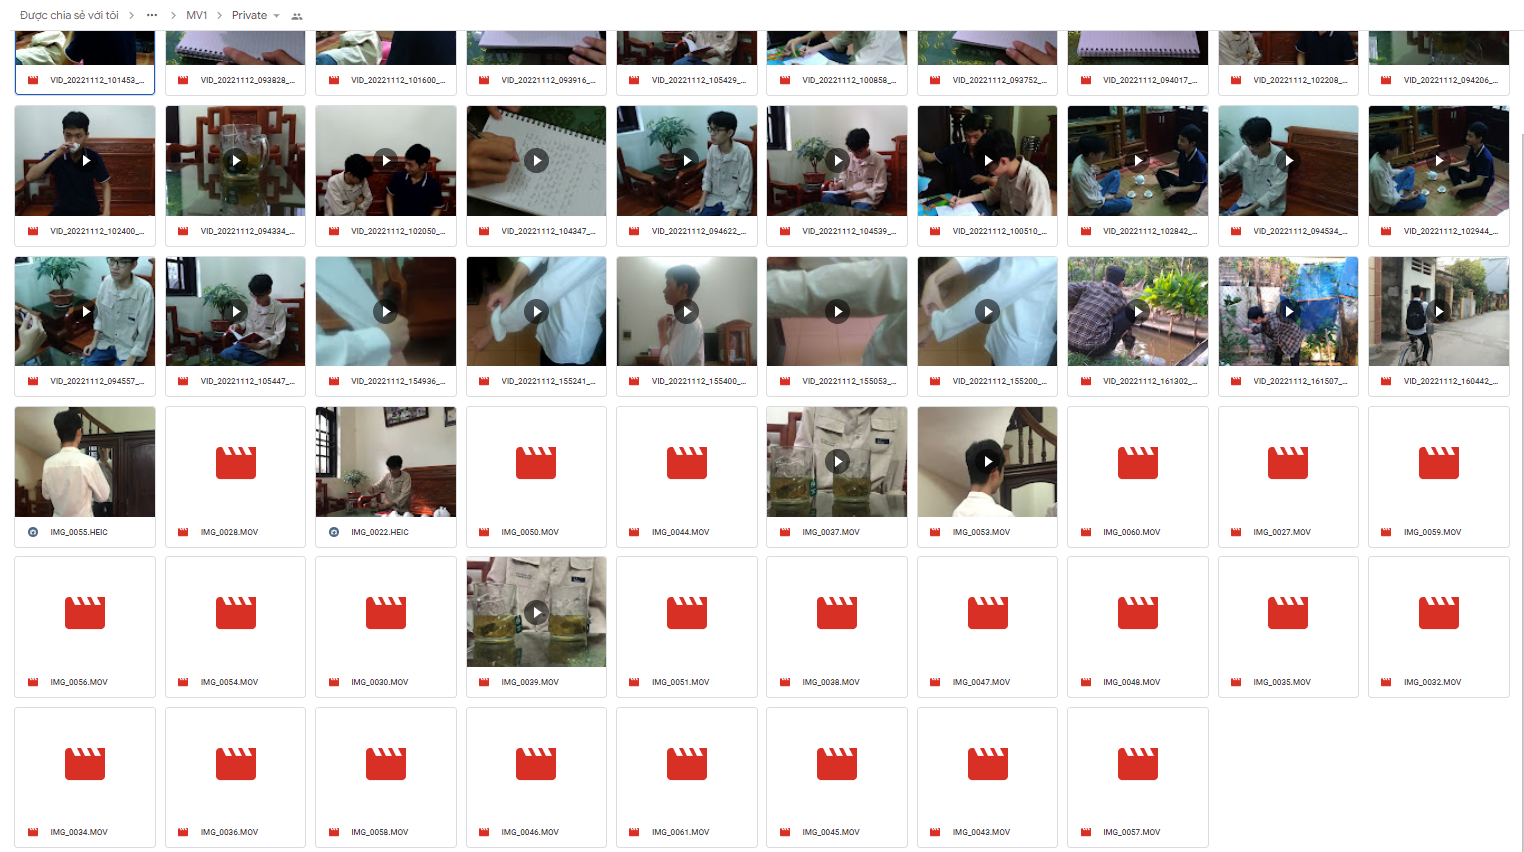 Được chia sẻ với tôi > ... > MV1 > Private
VID_20221112_101453_... VID_20221112_093828_... VID_20221112_101600_... VID_20221112_093916_... VID_20221112_105429_... VID_20221112_100858_... VID_20221112_093752_... VID_20221112_094017_... VID_20221112_102208_... VID_20221112_094206_...
VID_20221112_102400_... VID_20221112_094334_... VID_20221112_102050_... VID_20221112_104347_... VID_20221112_094622_... VID_20221112_104539_... VID_20221112_100510_... VID_20221112_102842_... VID_20221112_094534_... VID_20221112_102944_...
VID_20221112_094557_... VID_20221112_105447_... VID_20221112_154936_... VID_20221112_155241_... VID_20221112_155400_... VID_20221112_155053_... VID_20221112_155200_... VID_20221112_161302_... VID_20221112_161507_... VID_20221112_160442_...
IMG_0055.HEIC IMG_0028.MOV IMG_0022.HEIC IMG_0050.MOV IMG_0044.MOV IMG_0037.MOV IMG_0053.MOV IMG_0060.MOV IMG_0027.MOV IMG_0059.MOV
IMG_0056.MOV IMG_0054.MOV IMG_0030.MOV IMG_0039.MOV IMG_0051.MOV IMG_0038.MOV IMG_0047.MOV IMG_0048.MOV IMG_0035.MOV IMG_0032.MOV
IMG_0034.MOV IMG_0036.MOV IMG_0058.MOV IMG_0046.MOV IMG_0061.MOV IMG_0045.MOV IMG_0043.MOV IMG_0057.MOV